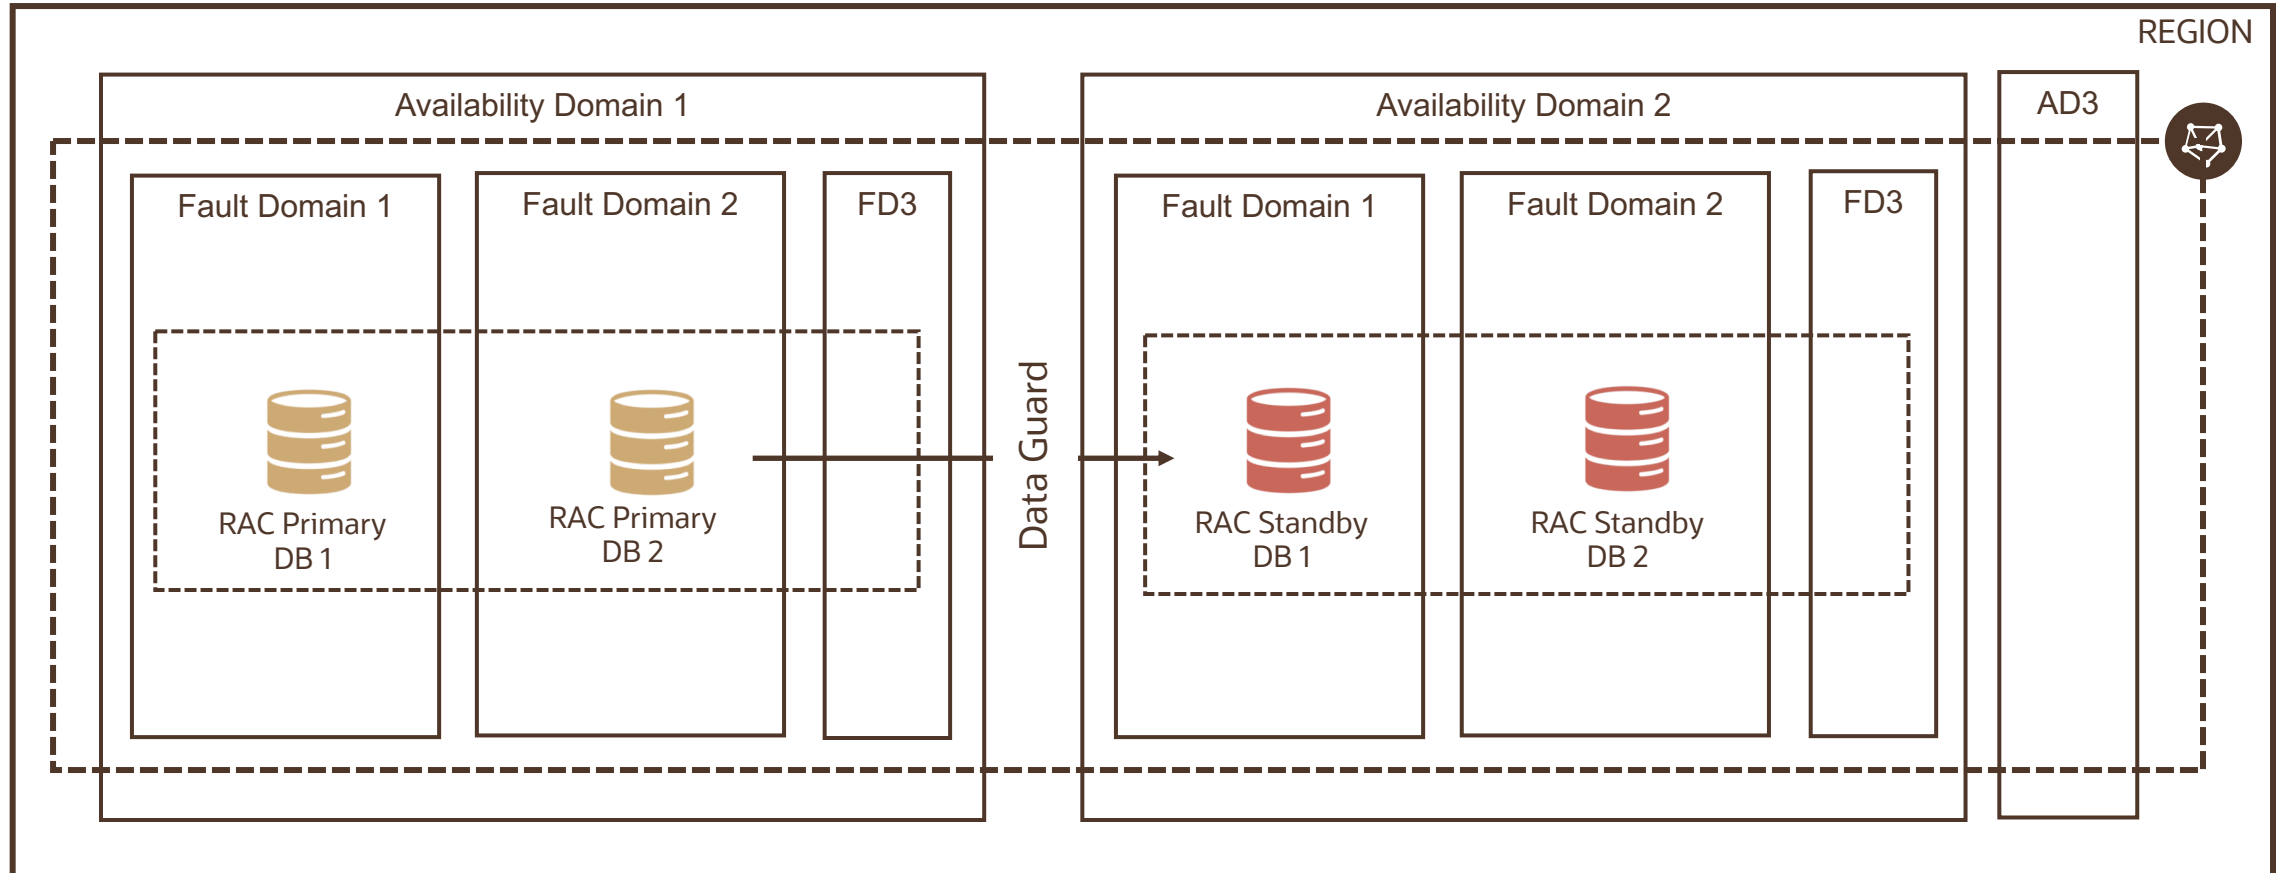 REGION
Availability Domain 1
Availability Domain 2
AD3
Fault Domain 1
Fault Domain 2
FD3
Fault Domain 1
Fault Domain 2
FD3
RAC Primary
DB 1
RAC Primary
DB 2
Data Guard
RAC Standby
DB 1
RAC Standby
DB 2